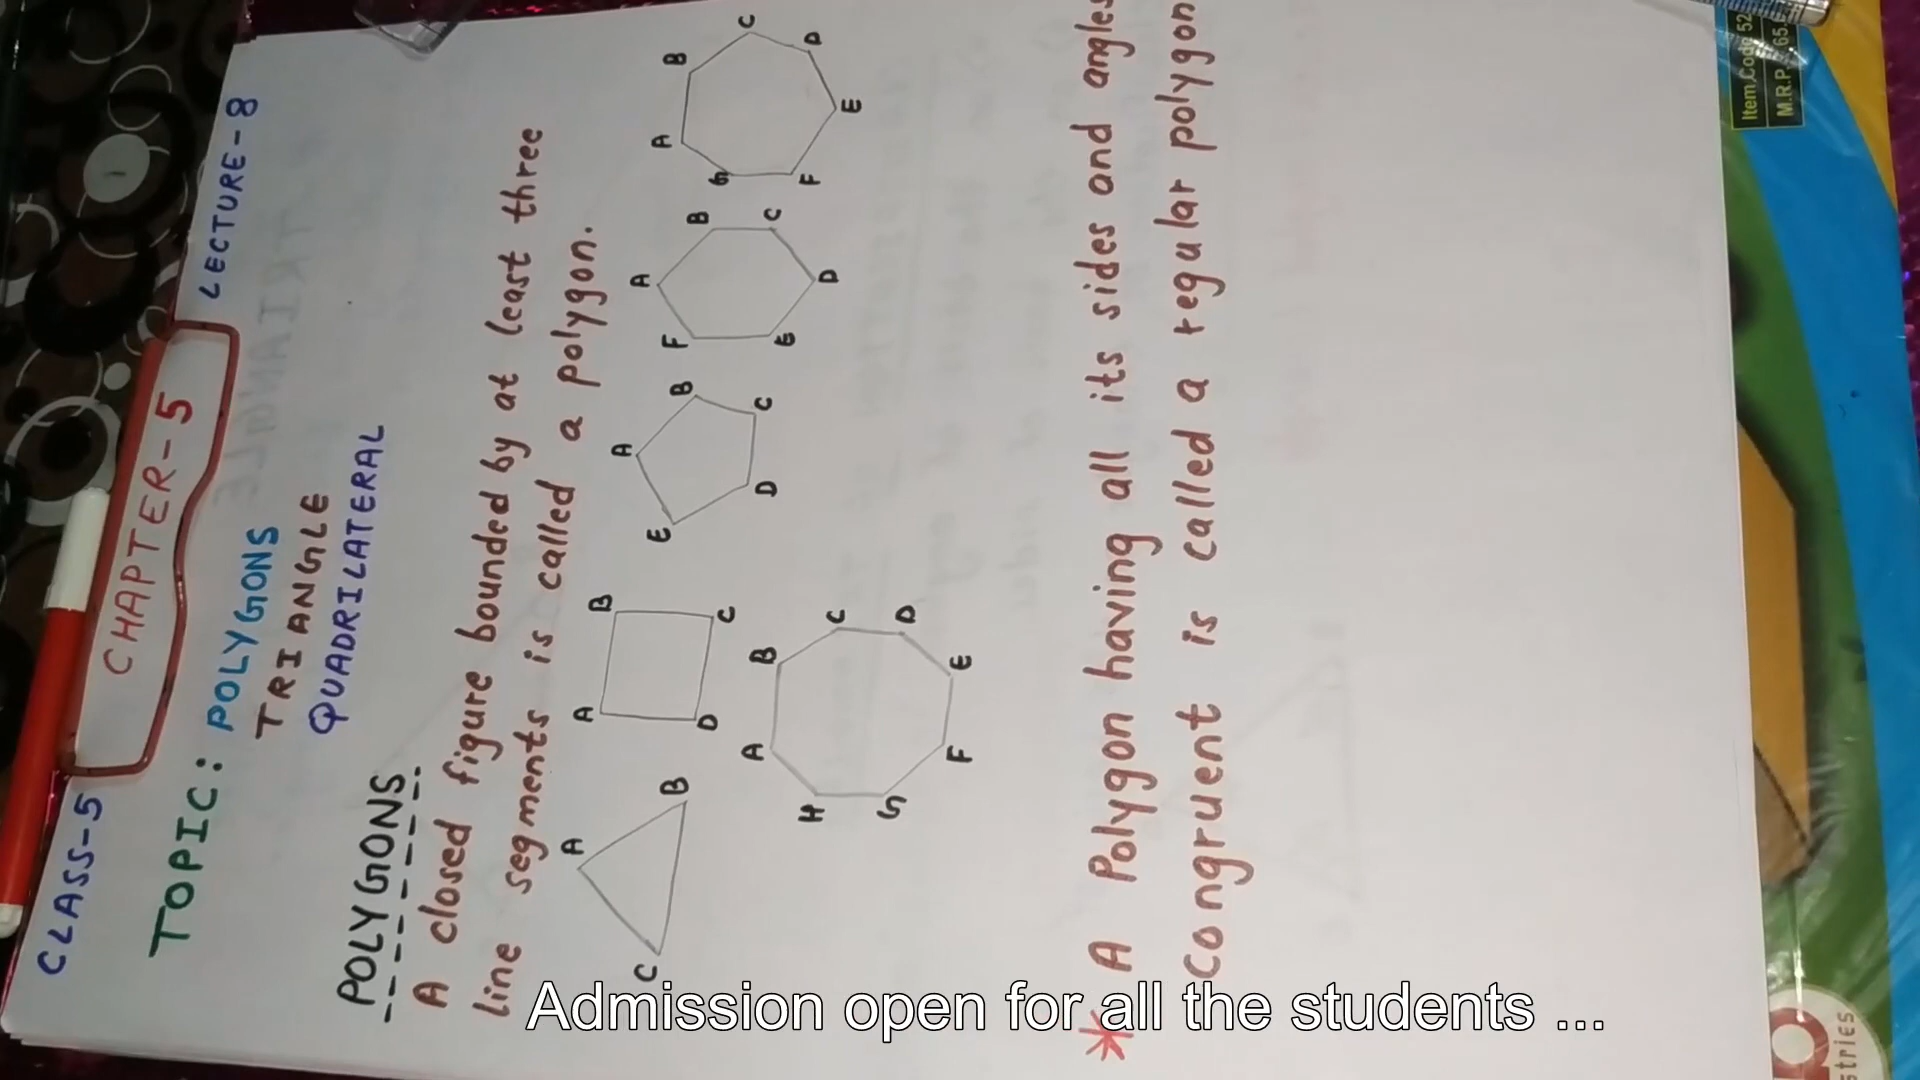 CLASS-5
CHAPTER-5
LECTURE-8
TOPIC: POLYGONS
TRIANGLE
QUADRILATERAL
POLYGONS
A closed figure bounded by at least three
line segments is called a polygon.
A
B
C
A
B
C
D
A
B
C
D
E
A
B
C
D
E
F
A
B
C
D
E
F
G
A
B
C
D
E
F
G
H
* A Polygon having all its sides and angles
Congruent is called a regular polygon
Admission open for all the students ...
Item Code 52
M.R.P. 65
stries